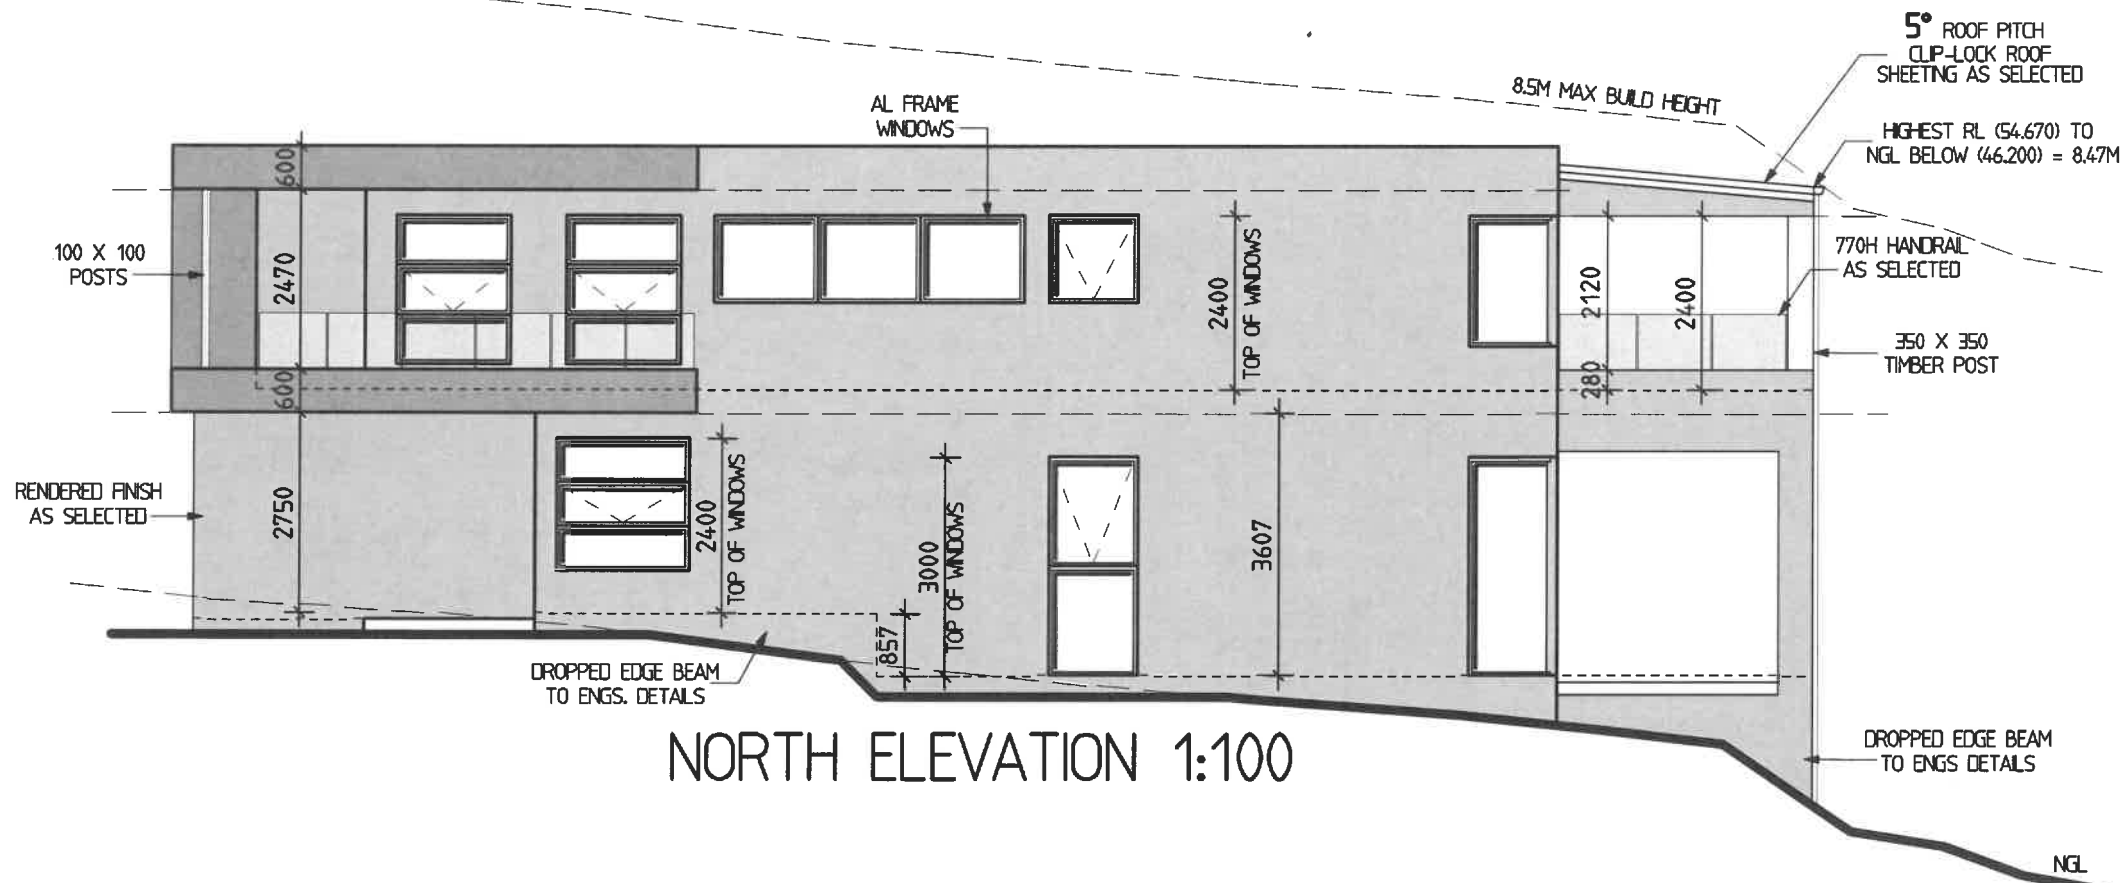 5° ROOF PITCH
CLIP-LOCK ROOF
SHEETING AS SELECTED
8.5M MAX BUILD HEIGHT
AL FRAME
WINDOWS
HIGHEST RL (54.670) TO
NGL BELOW (46.200) = 8.47M
600
100 X 100
POSTS
2470
2400
TOP OF WINDOWS
2120
2400
770H HANDRAIL
AS SELECTED
350 X 350
TIMBER POST
600
280
RENDERED FINISH
AS SELECTED
2750
2400
TOP OF WINDOWS
3000
TOP OF WINDOWS
3607
857
DROPPED EDGE BEAM
TO ENGS. DETAILS
NORTH ELEVATION 1:100
DROPPED EDGE BEAM
TO ENGS DETAILS
NGL